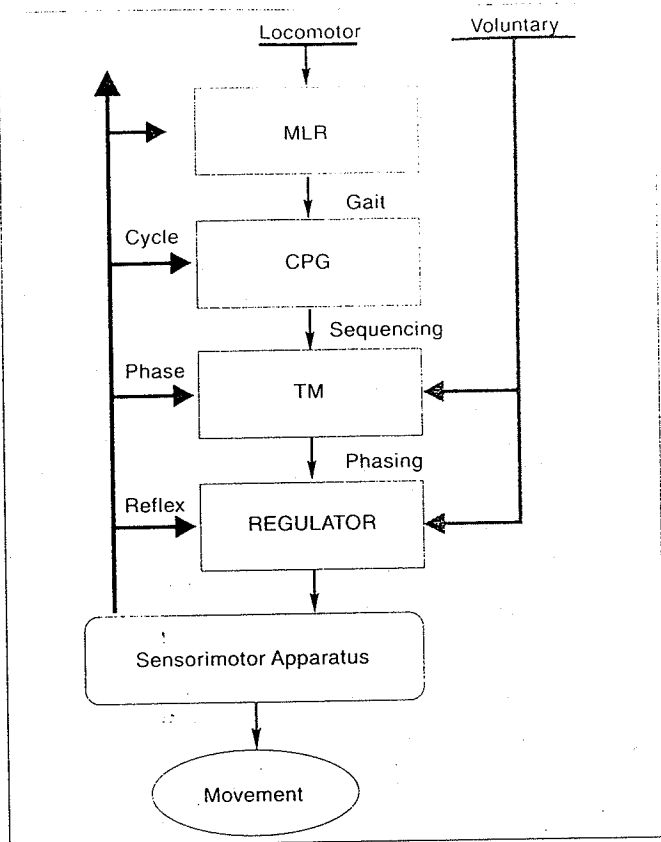 Locomotor
Voluntary
MLR
Gait
Cycle
CPG
Sequencing
Phase
TM
Phasing
Reflex
REGULATOR
Sensorimotor Apparatus
Movement